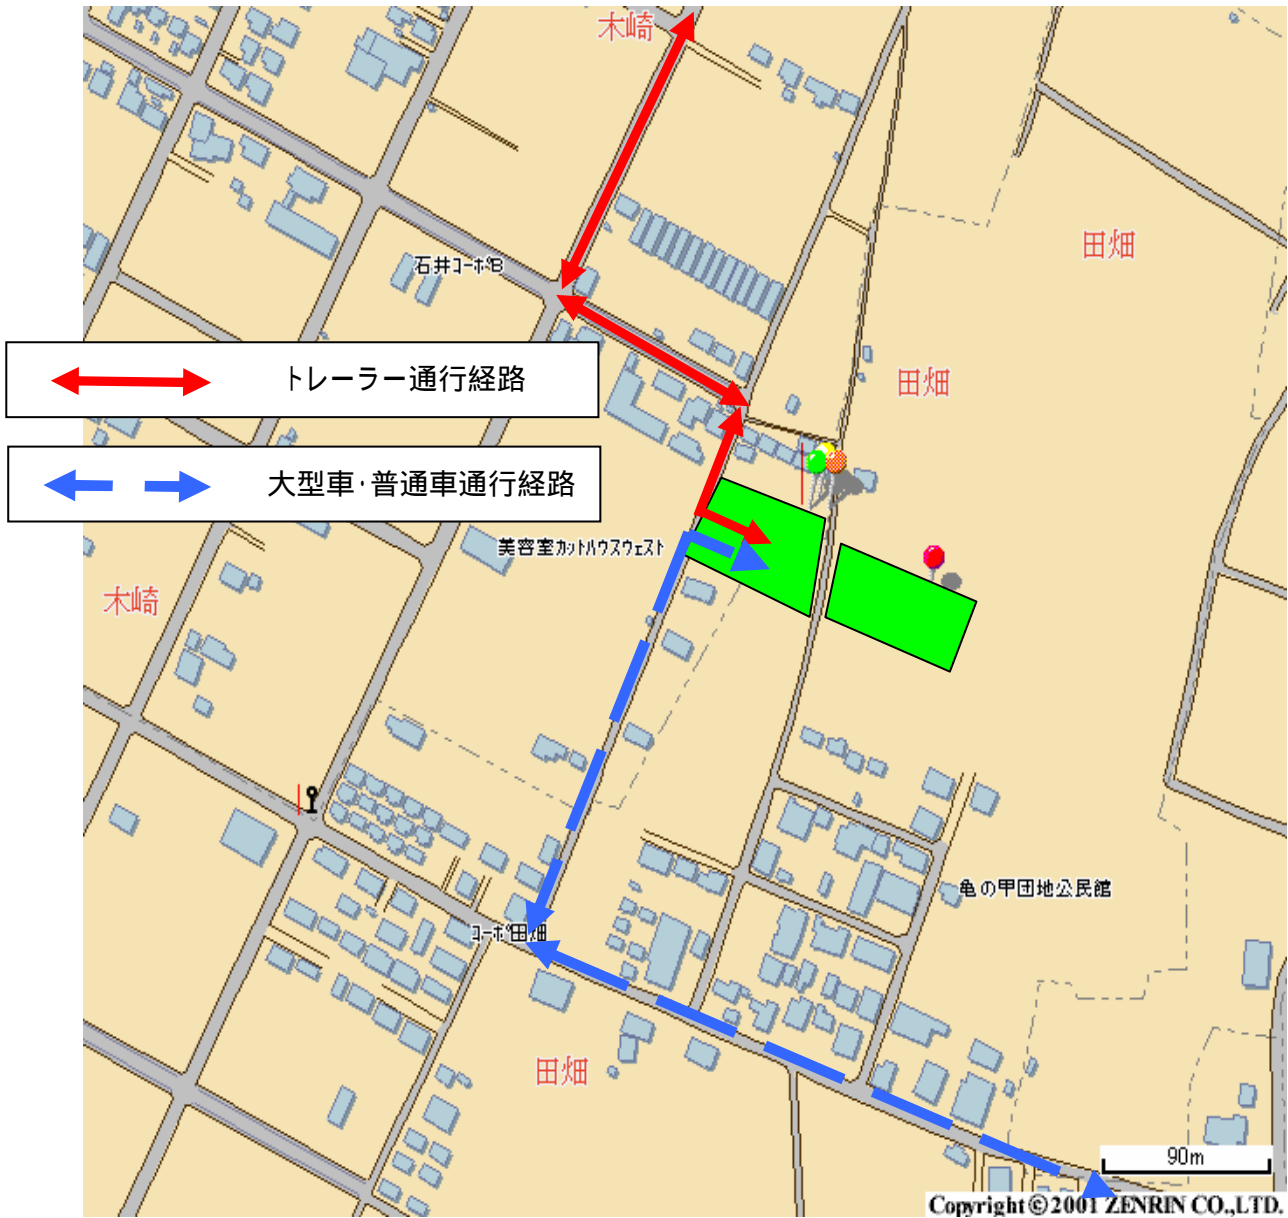 木崎
田畑
石井コーポB
トレーラー通行経路
田畑
大型車・普通車通行経路
美容室カットハウスウェスト
木崎
亀の甲団地公民館
コーポ田畑
田畑
90m
Copyright © 2001 ZENRIN CO.,LTD.